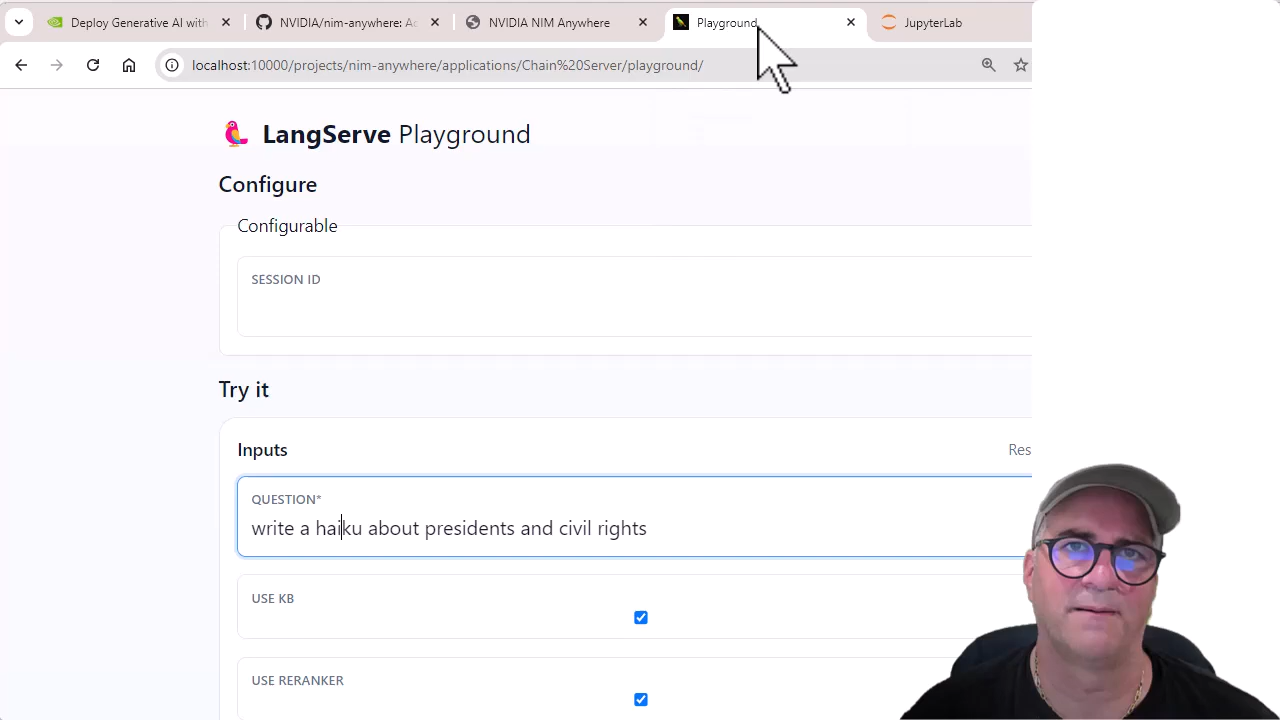 Deploy Generative AI with
NVIDIA/nim-anywhere: Ac
NVIDIA NIM Anywhere
Playground
JupyterLab
localhost:10000/projects/nim-anywhere/applications/Chain%20Server/playground/
LangServe Playground
Configure
Configurable
SESSION ID
Try it
Inputs
Res
QUESTION*
write a haiku about presidents and civil rights
USE KB
USE RERANKER